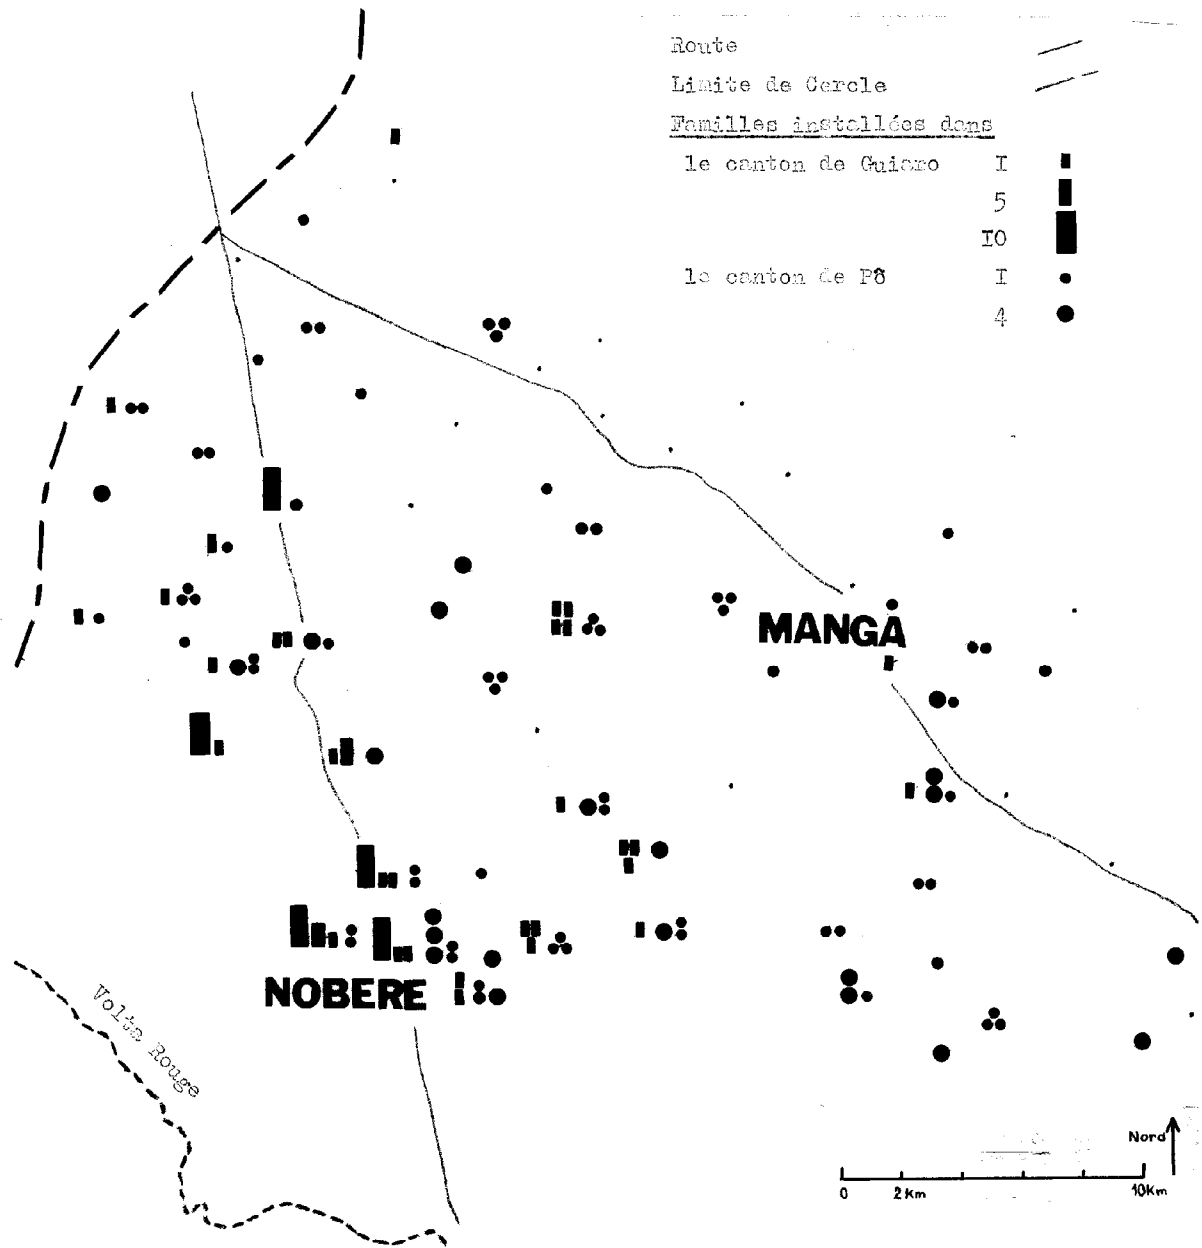 Route
Limite de Cercle
Familles installées dans
le canton de Guiaro I
5
IO
le canton de Pô I
4
MANGA
NOBERE
Volta Rouge
Nord
0 2 Km 10Km